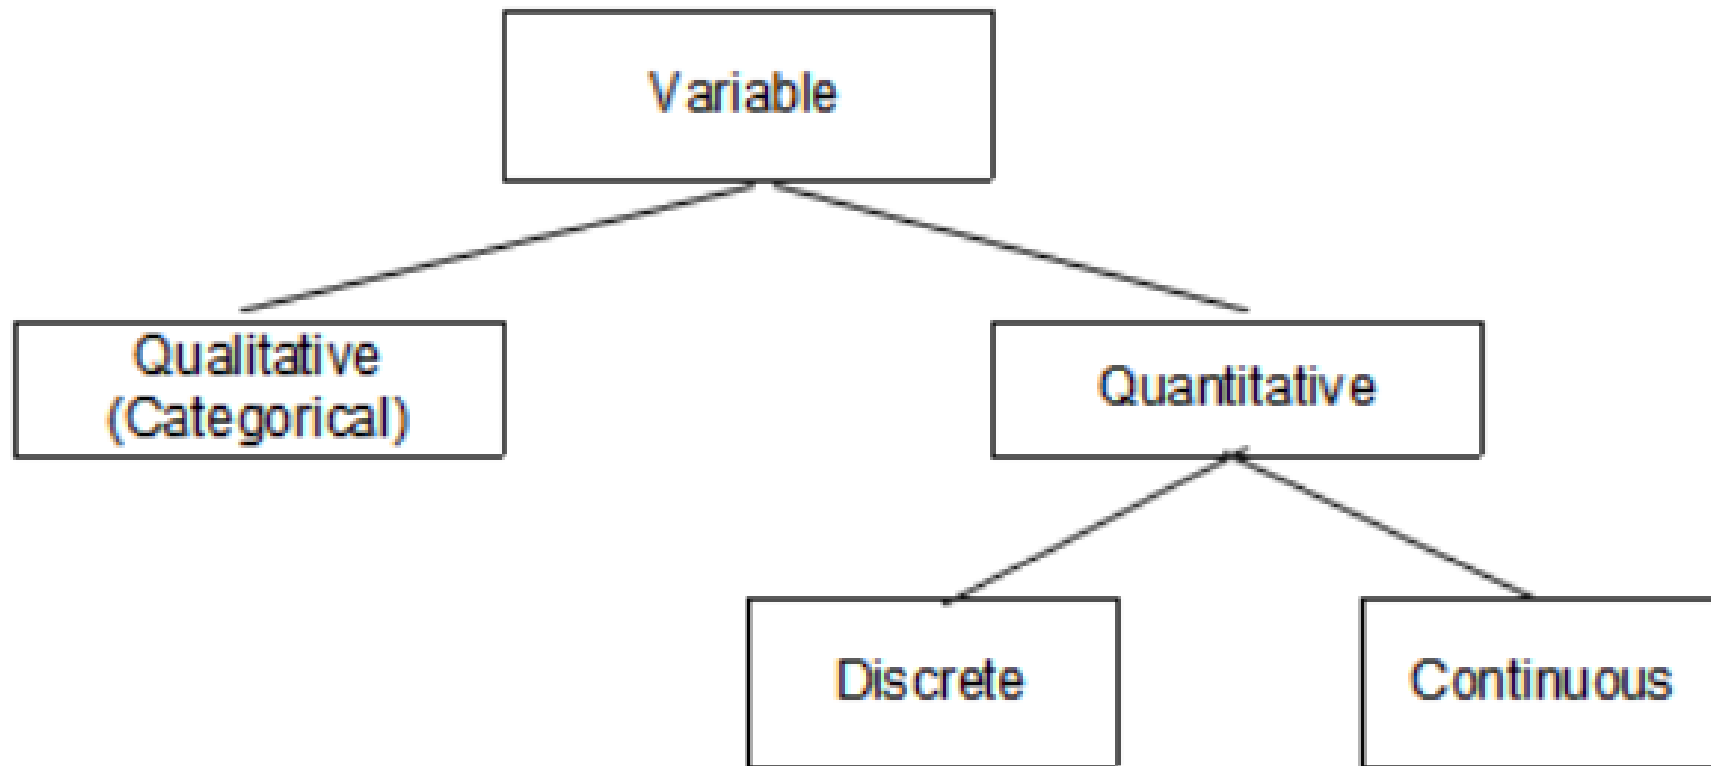 Variable
Qualitative
(Categorical)
Quantitative
Discrete
Continuous